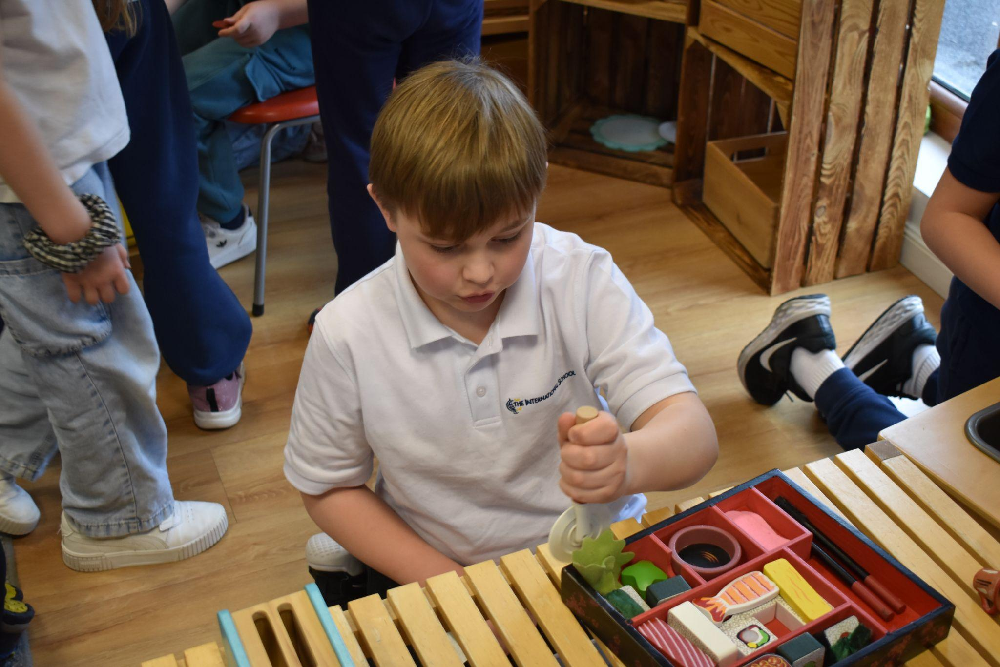 THE INTERNATIONAL SCHOOL